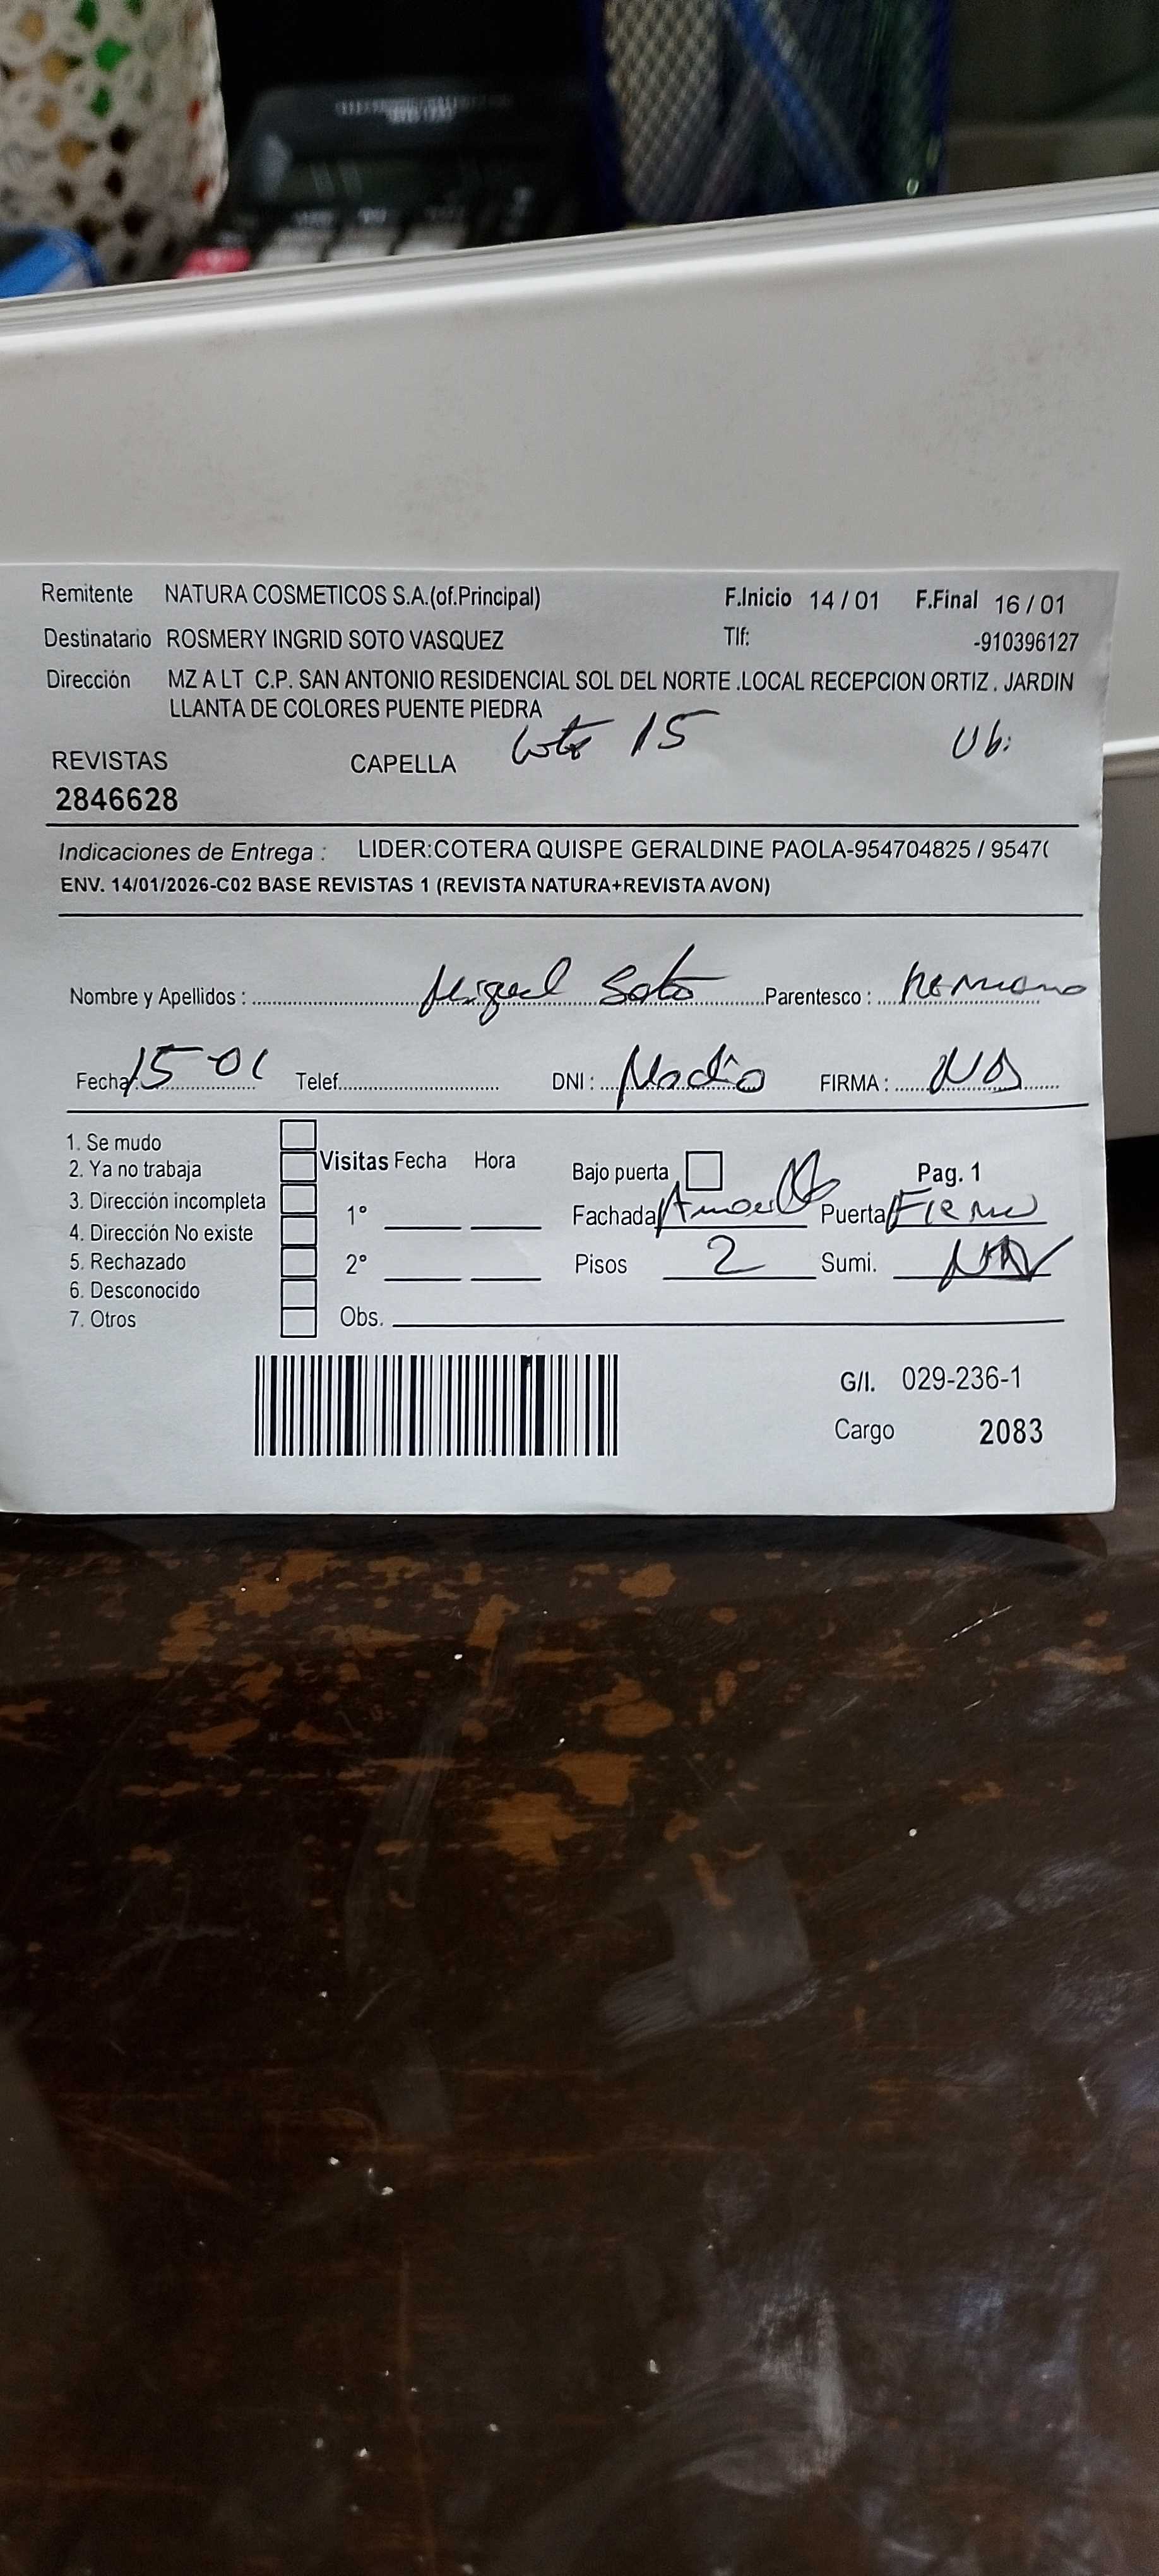 Remitente NATURA COSMETICOS S.A.(of.Principal) F.Inicio 14 / 01 F.Final 16 / 01
Destinatario ROSMERY INGRID SOTO VASQUEZ Tlf: -910396127
Dirección MZ A LT C.P. SAN ANTONIO RESIDENCIAL SOL DEL NORTE .LOCAL RECEPCION ORTIZ . JARDIN
LLANTA DE COLORES PUENTE PIEDRA
Lote 15 Ub:
REVISTAS CAPELLA
2846628
Indicaciones de Entrega : LIDER:COTERA QUISPE GERALDINE PAOLA-954704825 / 9547(
ENV. 14/01/2026-C02 BASE REVISTAS 1 (REVISTA NATURA+REVISTA AVON)
Nombre y Apellidos : Miguel Soto Parentesco : hermano
Fecha 15-01 Telef. DNI : FIRMA :
1. Se mudo
2. Ya no trabaja Visitas Fecha Hora Bajo puerta Pag. 1
3. Dirección incompleta 1° Fachada Puerta Fierro
4. Dirección No existe
5. Rechazado 2° Pisos 2 Sumi.
6. Desconocido
7. Otros Obs.
G/I. 029-236-1
Cargo 2083